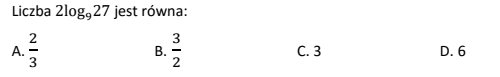 Liczba 2log₉27 jest równa:
A. 2/3 B. 3/2 C. 3 D. 6